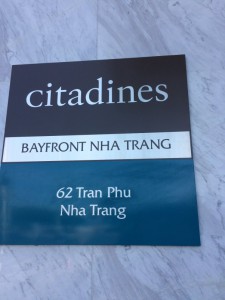 citadines
BAYFRONT NHA TRANG
62 Tran Phu
Nha Trang